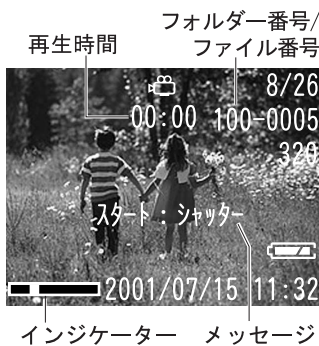 フォルダー番号/
ファイル番号
再生時間
8/26
00:00 100-0005
320
スタート:シャッター
2001/07/15 11:32
インジケーター メッセージ